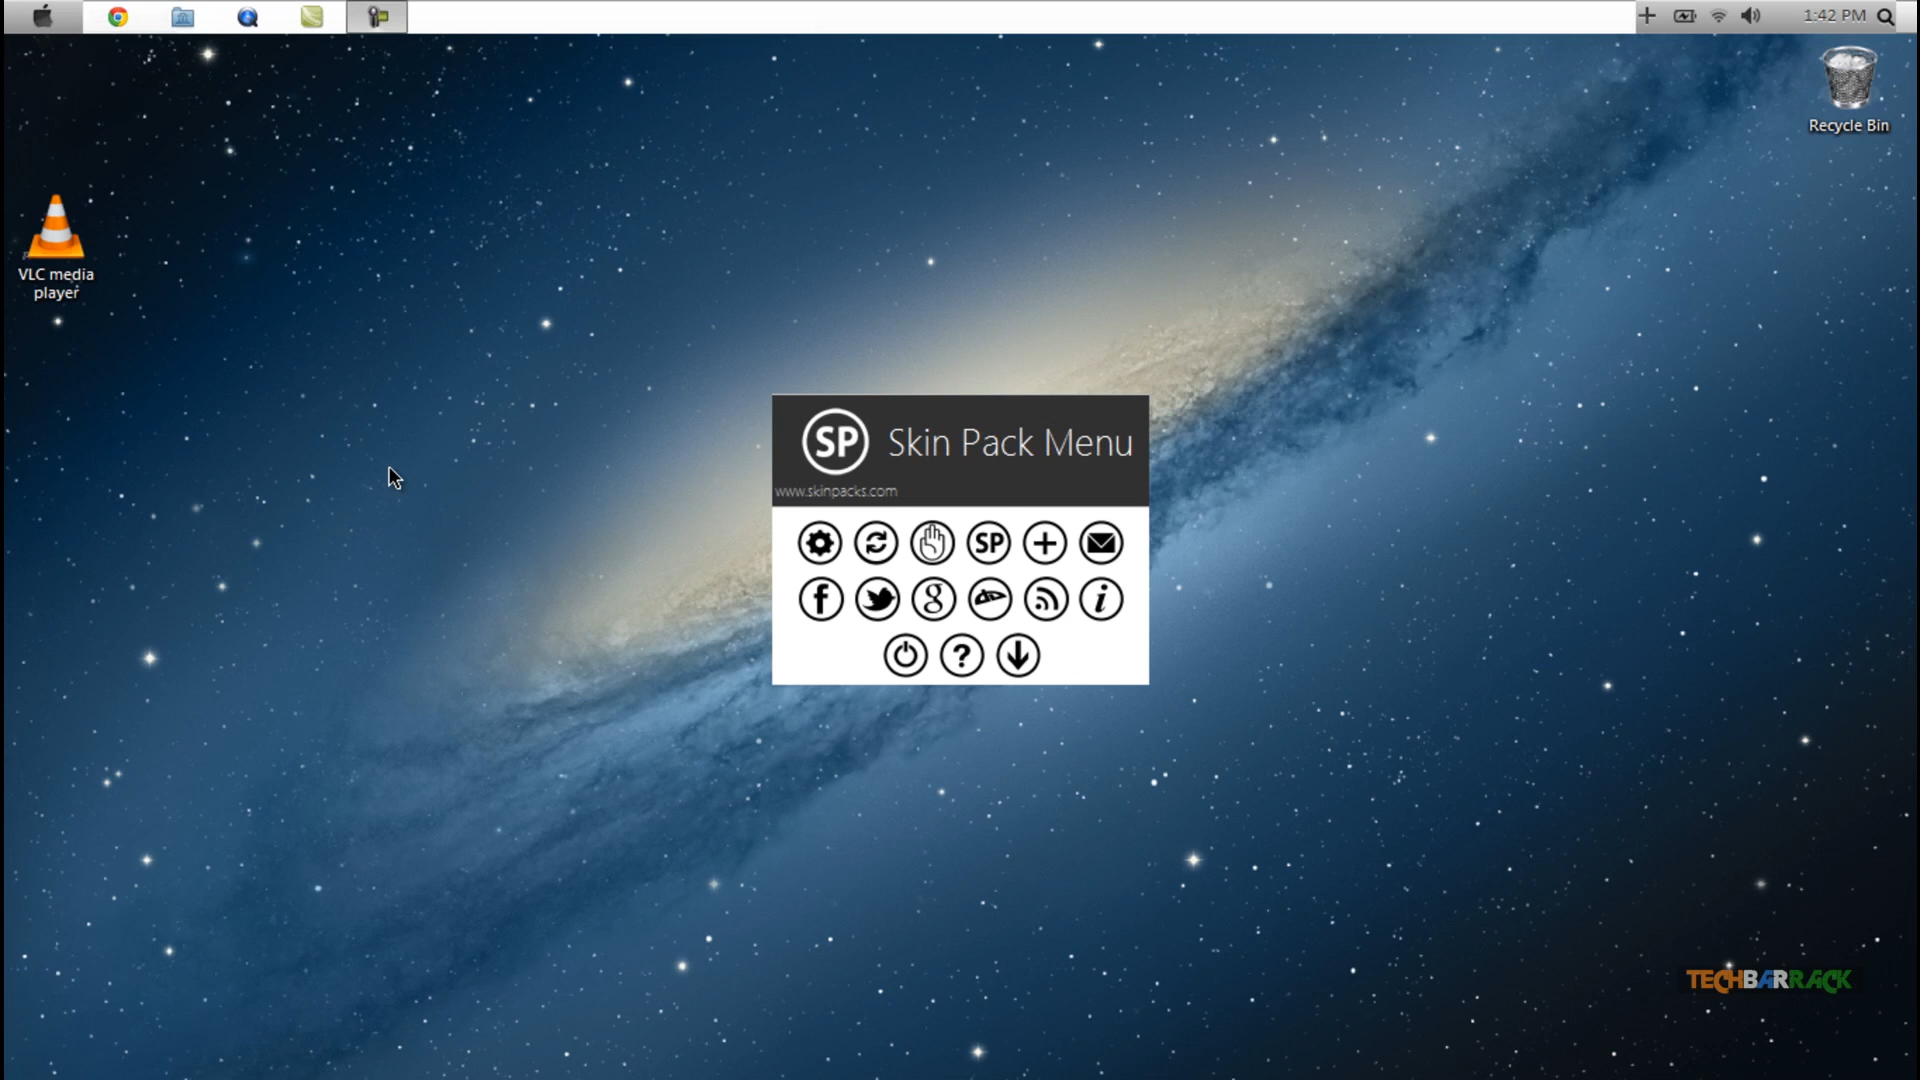 1:42 PM
Recycle Bin
VLC media
player
SP Skin Pack Menu
www.skinpacks.com
SP
f
g
i
?
TECHBARRACK